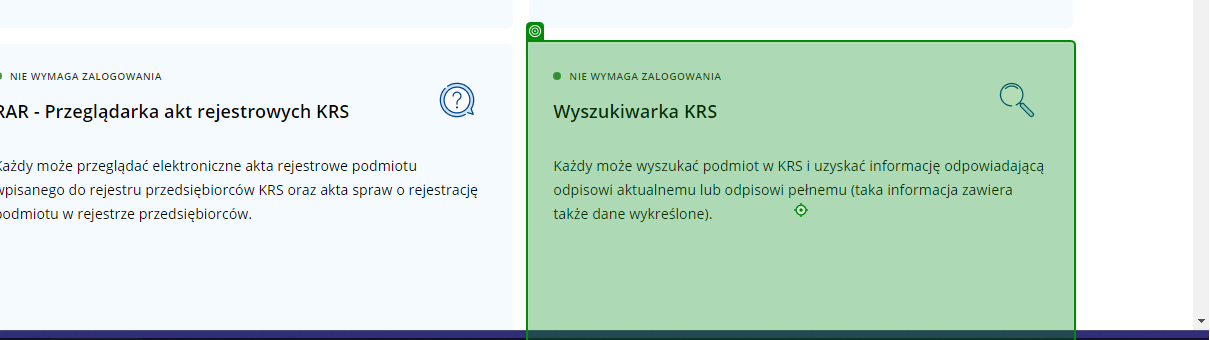 NIE WYMAGA ZALOGOWANIA
RAR - Przeglądarka akt rejestrowych KRS
Każdy może przeglądać elektroniczne akta rejestrowe podmiotu
wpisanego do rejestru przedsiębiorców KRS oraz akta spraw o rejestrację
podmiotu w rejestrze przedsiębiorców.
NIE WYMAGA ZALOGOWANIA
Wyszukiwarka KRS
Każdy może wyszukać podmiot w KRS i uzyskać informację odpowiadającą
odpisowi aktualnemu lub odpisowi pełnemu (taka informacja zawiera
także dane wykreślone).